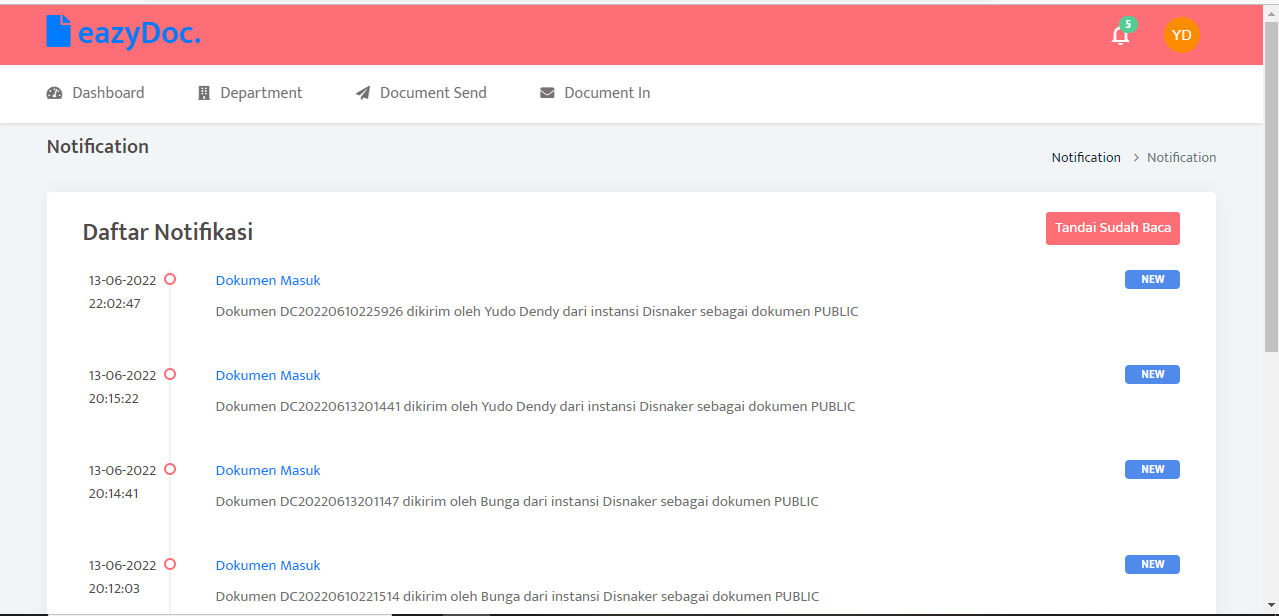 eazyDoc.
5
YD
Dashboard
Department
Document Send
Document In
Notification
Notification > Notification
Daftar Notifikasi
Tandai Sudah Baca
13-06-2022
22:02:47
Dokumen Masuk
NEW
Dokumen DC20220610225926 dikirim oleh Yudo Dendy dari instansi Disnaker sebagai dokumen PUBLIC
13-06-2022
20:15:22
Dokumen Masuk
NEW
Dokumen DC20220613201441 dikirim oleh Yudo Dendy dari instansi Disnaker sebagai dokumen PUBLIC
13-06-2022
20:14:41
Dokumen Masuk
NEW
Dokumen DC20220613201147 dikirim oleh Bunga dari instansi Disnaker sebagai dokumen PUBLIC
13-06-2022
20:12:03
Dokumen Masuk
NEW
Dokumen DC20220610221514 dikirim oleh Bunga dari instansi Disnaker sebagai dokumen PUBLIC